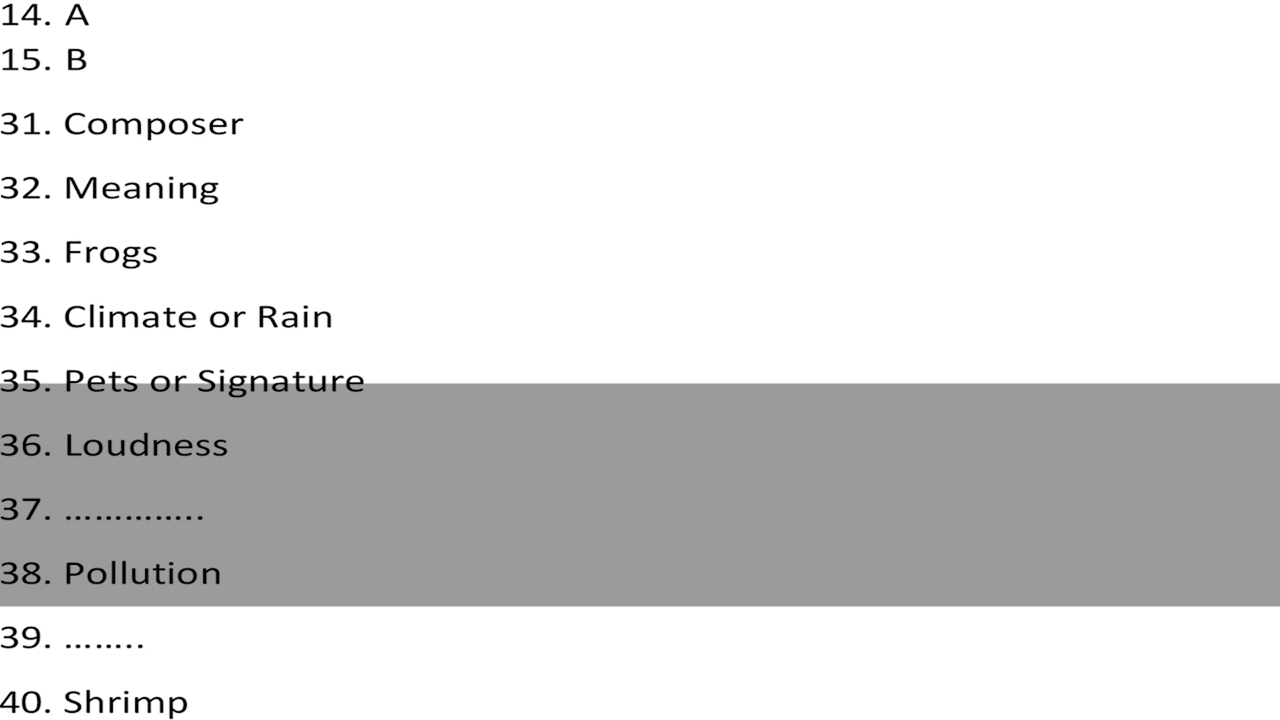 14. A
15. B
31. Composer
32. Meaning
33. Frogs
34. Climate or Rain
35. Pets or Signature
36. Loudness
37. …………..
38. Pollution
39. ……..
40. Shrimp